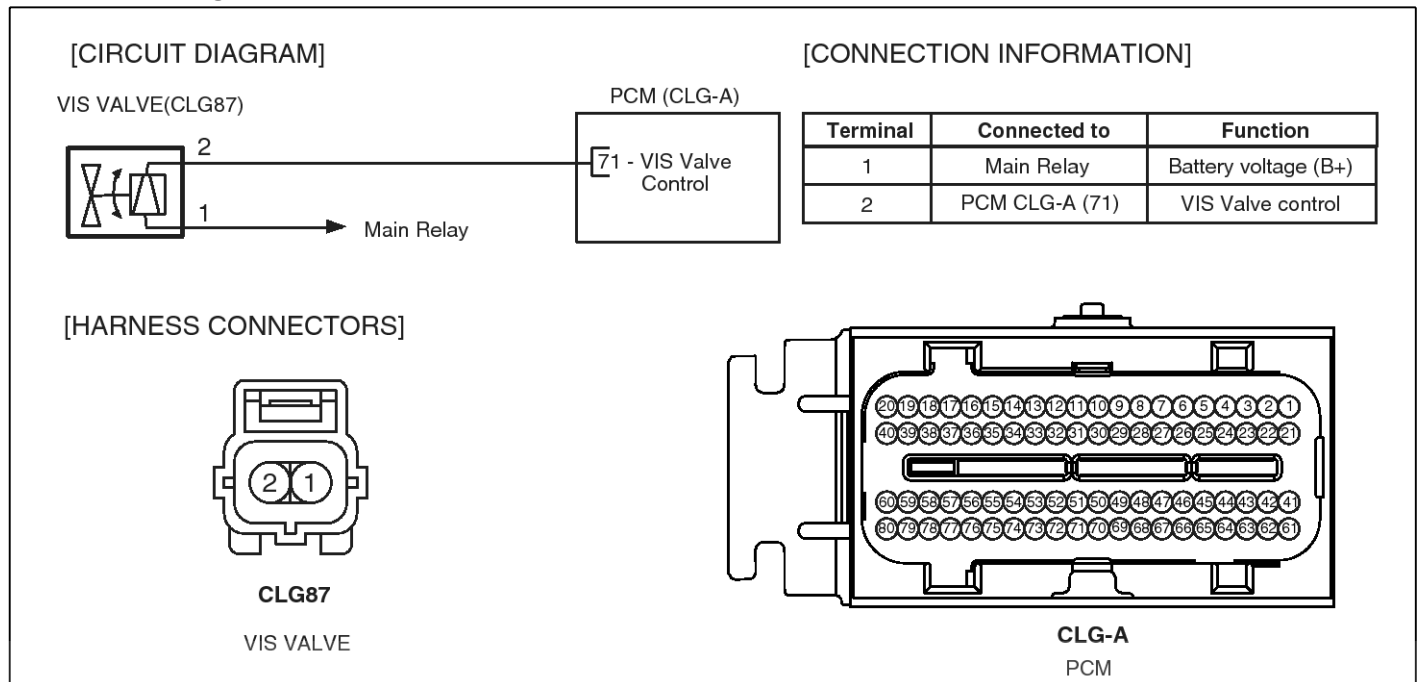 [CIRCUIT DIAGRAM]
VIS VALVE(CLG87)
PCM (CLG-A)
2
71 - VIS Valve
Control
1
Main Relay
[CONNECTION INFORMATION]
Terminal Connected to Function
1 Main Relay Battery voltage (B+)
2 PCM CLG-A (71) VIS Valve control
[HARNESS CONNECTORS]
2 1
CLG87
VIS VALVE
20 19 18 17 16 15 14 13 12 11 10 9 8 7 6 5 4 3 2 1
40 39 38 37 36 35 34 33 32 31 30 29 28 27 26 25 24 23 22 21
60 59 58 57 56 55 54 53 52 51 50 49 48 47 46 45 44 43 42 41
80 79 78 77 76 75 74 73 72 71 70 69 68 67 66 65 64 63 62 61
CLG-A
PCM